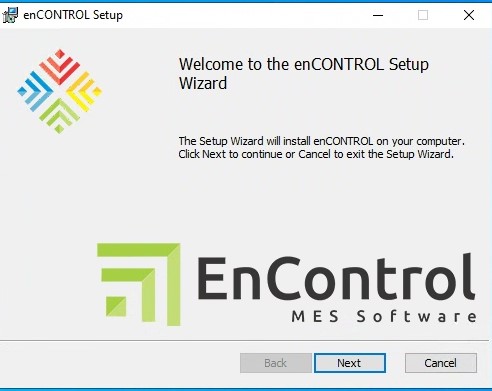 enCONTROL Setup
Welcome to the enCONTROL Setup
Wizard
The Setup Wizard will install enCONTROL on your computer.
Click Next to continue or Cancel to exit the Setup Wizard.
EnControl
MES Software
Back
Next
Cancel